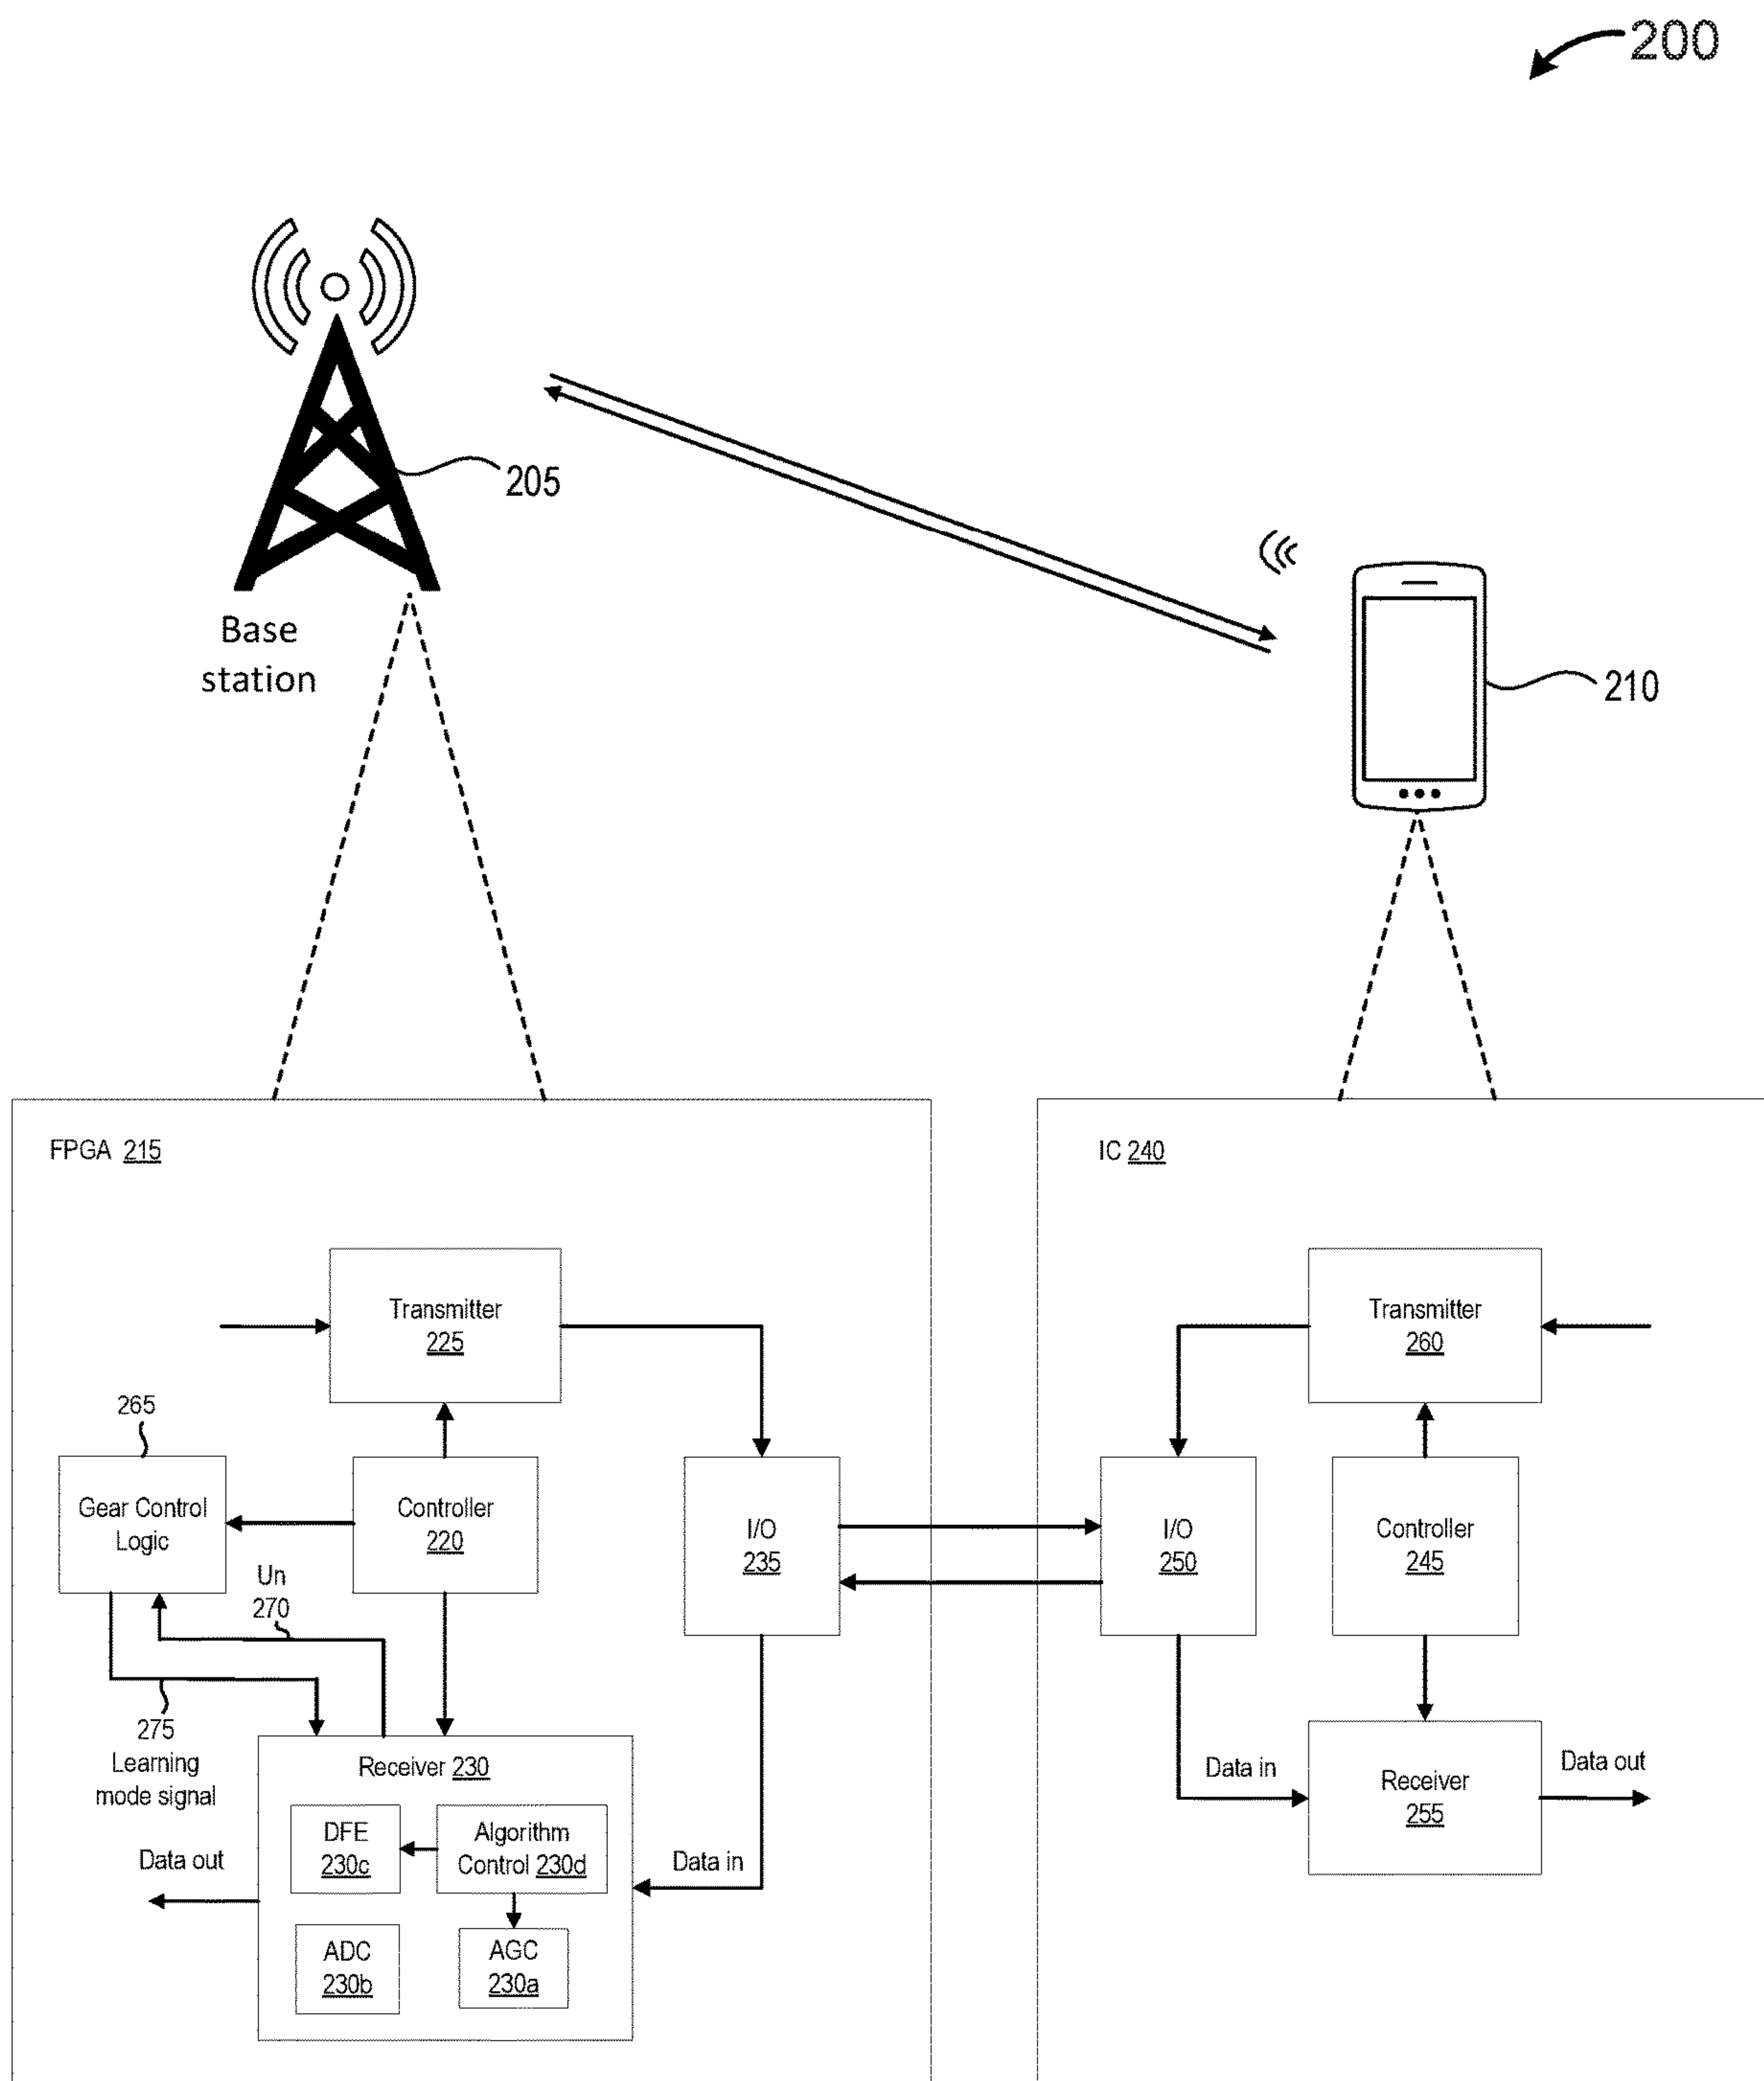 200
205
Base
station
210
FPGA 215
IC 240
Transmitter
225
Transmitter
260
265
Gear Control
Logic
Controller
220
I/O
235
I/O
250
Controller
245
Un
270
275
Learning
mode signal
Receiver 230
DFE
230c
Algorithm
Control 230d
ADC
230b
AGC
230a
Data out
Data in
Data in
Receiver
255
Data out